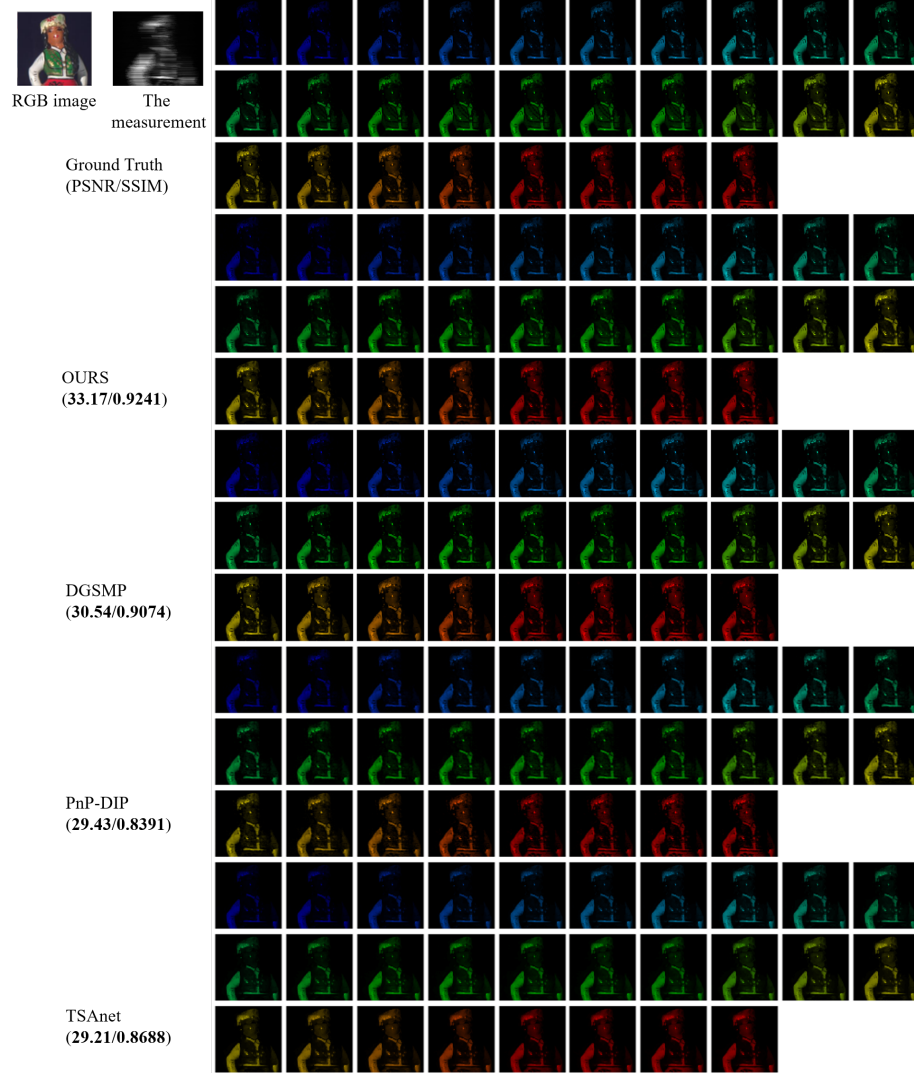 RGB image
The
measurement
Ground Truth
(PSNR/SSIM)
OURS
(33.17/0.9241)
DGSMP
(30.54/0.9074)
PnP-DIP
(29.43/0.8391)
TSAnet
(29.21/0.8688)